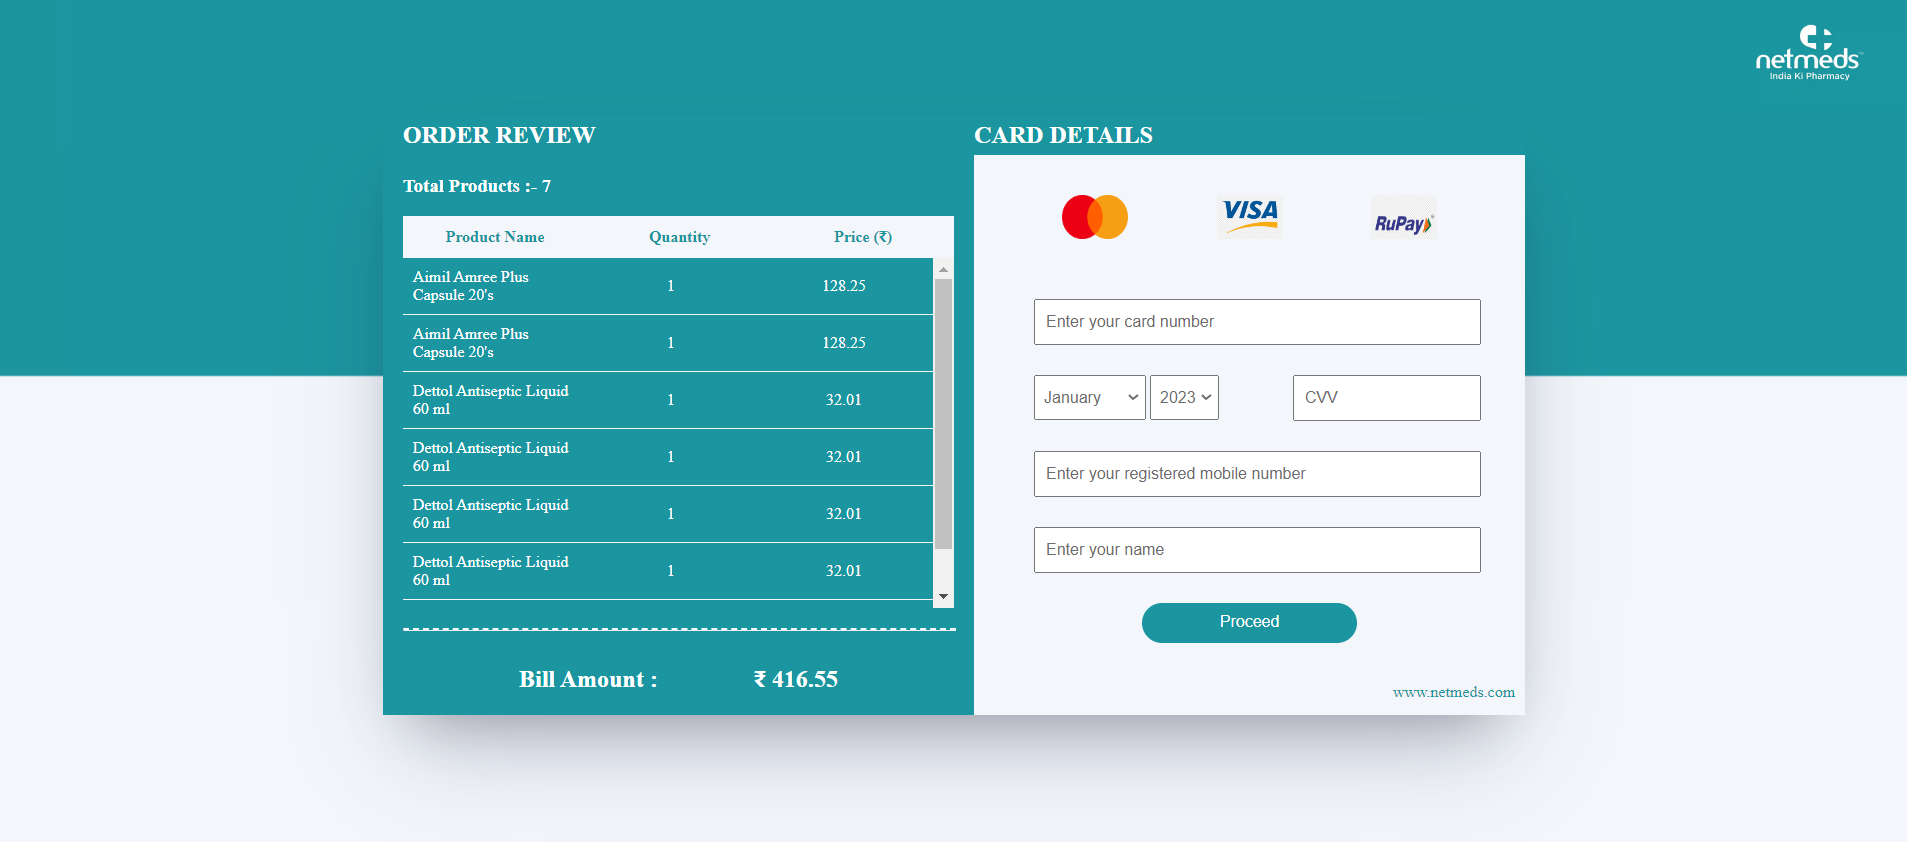 netmeds™
India Ki Pharmacy
ORDER REVIEW
Total Products :- 7
Product Name Quantity Price (₹)
Aimil Amree Plus
Capsule 20's
1 128.25
Aimil Amree Plus
Capsule 20's
1 128.25
Dettol Antiseptic Liquid
60 ml
1 32.01
Dettol Antiseptic Liquid
60 ml
1 32.01
Dettol Antiseptic Liquid
60 ml
1 32.01
Dettol Antiseptic Liquid
60 ml
1 32.01
Bill Amount : ₹ 416.55
CARD DETAILS
VISA RuPay
Enter your card number
January 2023 CVV
Enter your registered mobile number
Enter your name
Proceed
www.netmeds.com